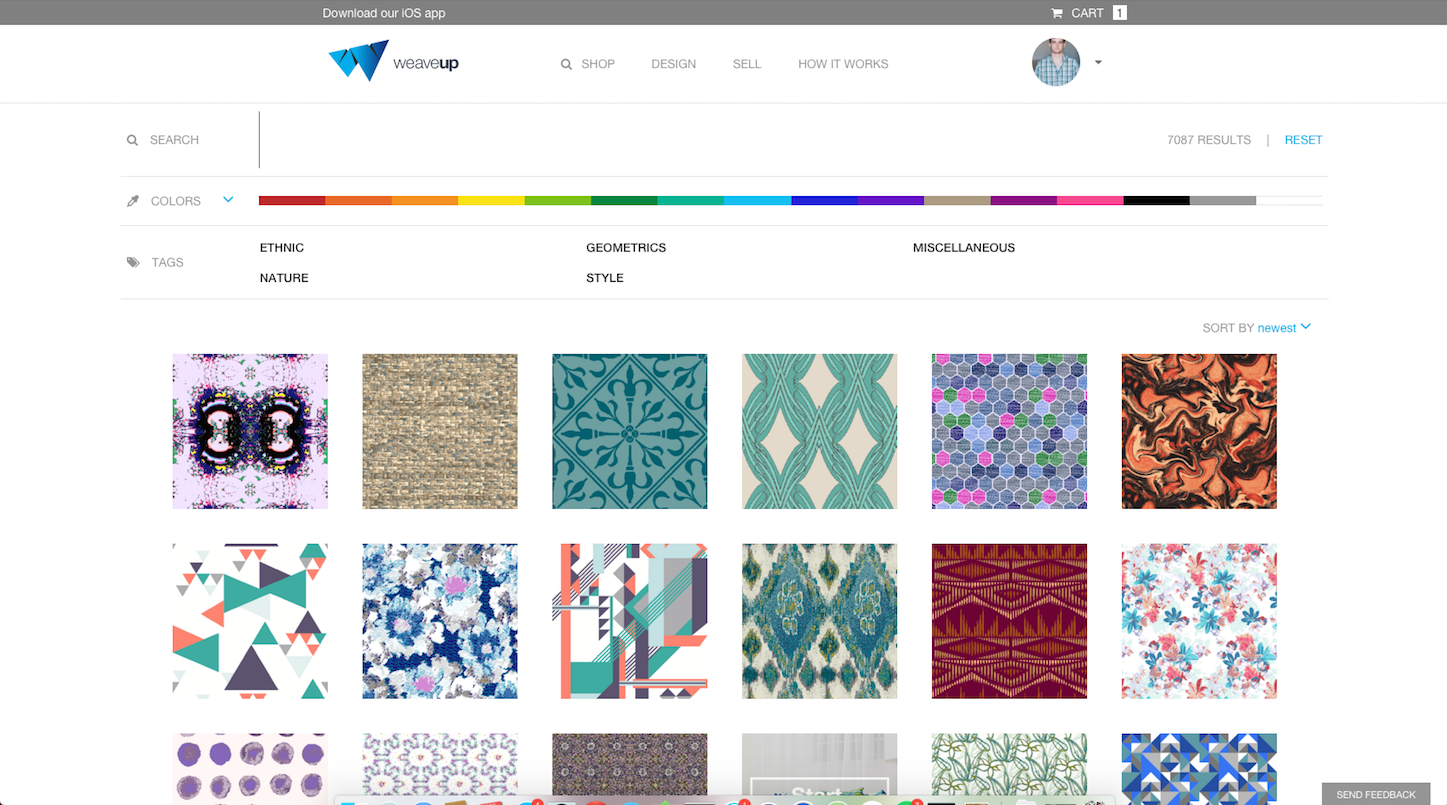 Download our iOS app
CART 1
weaveup
SHOP
DESIGN
SELL
HOW IT WORKS
SEARCH
7087 RESULTS | RESET
COLORS
TAGS
ETHNIC
GEOMETRICS
MISCELLANEOUS
NATURE
STYLE
SORT BY newest
Start
SEND FEEDBACK